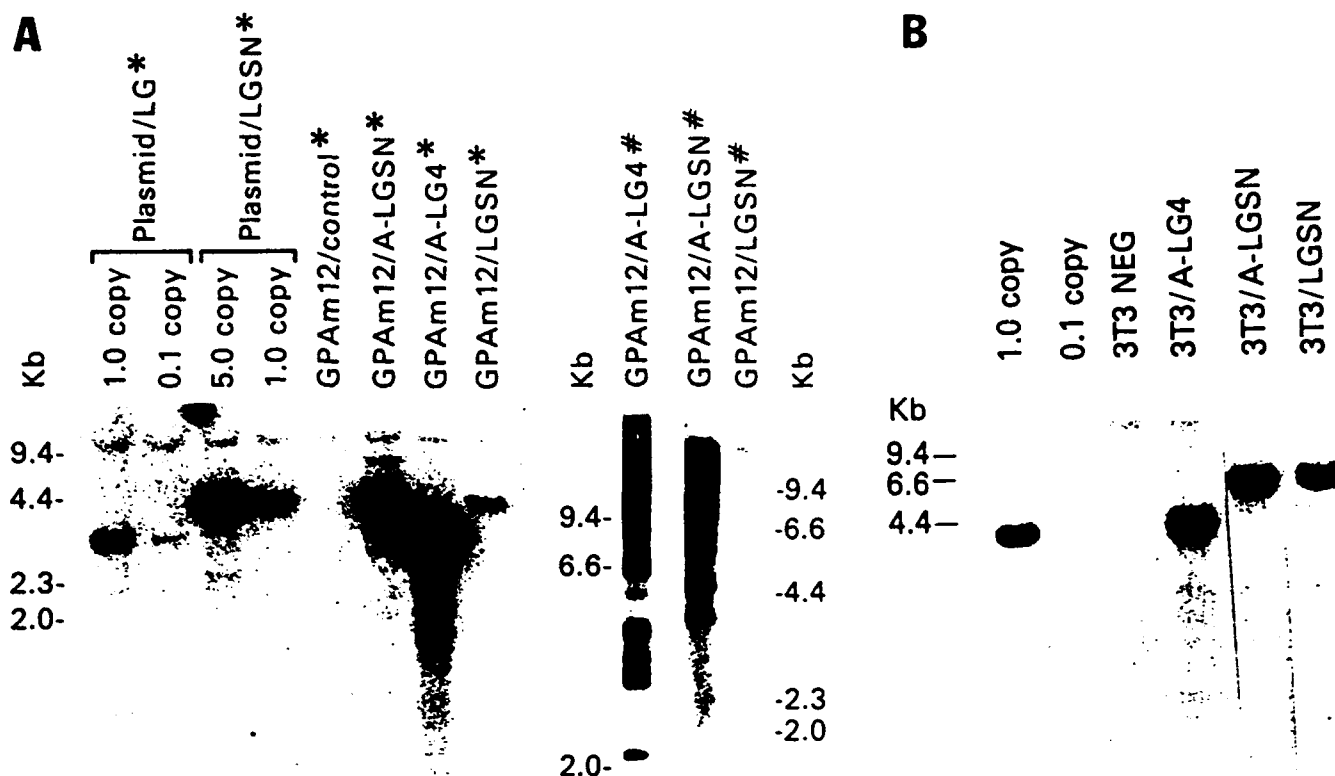 A
Plasmid/LG*
Plasmid/LGSN*
Kb
1.0 copy
0.1 copy
5.0 copy
1.0 copy
GPAm12/control*
GPAm12/A-LGSN*
GPAm12/A-LG4*
GPAm12/LGSN*
9.4-
4.4-
2.3-
2.0-
Kb
GPAm12/A-LG4#
GPAm12/A-LGSN#
GPAm12/LGSN#
Kb
9.4-
6.6-
2.0-
-9.4
-6.6
-4.4
-2.3
-2.0
B
1.0 copy
0.1 copy
3T3 NEG
3T3/A-LG4
3T3/A-LGSN
3T3/LGSN
Kb
9.4—
6.6—
4.4—